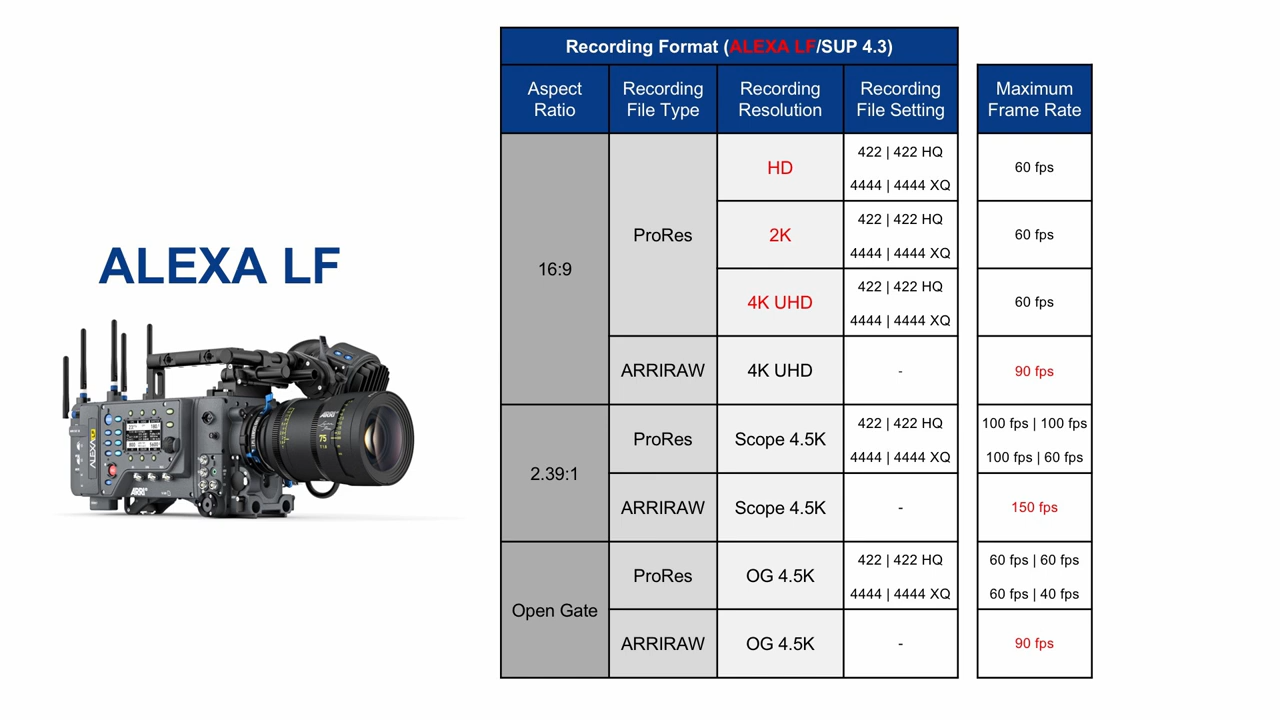 ALEXA LF
Recording Format (ALEXA LF/SUP 4.3)
Aspect Ratio
Recording File Type
Recording Resolution
Recording File Setting
Maximum Frame Rate
16:9
ProRes
HD
422 | 422 HQ
4444 | 4444 XQ
60 fps
2K
422 | 422 HQ
4444 | 4444 XQ
60 fps
4K UHD
422 | 422 HQ
4444 | 4444 XQ
60 fps
ARRIRAW
4K UHD
-
90 fps
2.39:1
ProRes
Scope 4.5K
422 | 422 HQ
4444 | 4444 XQ
100 fps | 100 fps
100 fps | 60 fps
ARRIRAW
Scope 4.5K
-
150 fps
Open Gate
ProRes
OG 4.5K
422 | 422 HQ
4444 | 4444 XQ
60 fps | 60 fps
60 fps | 40 fps
ARRIRAW
OG 4.5K
-
90 fps
ALEXA LF
ARRI
75